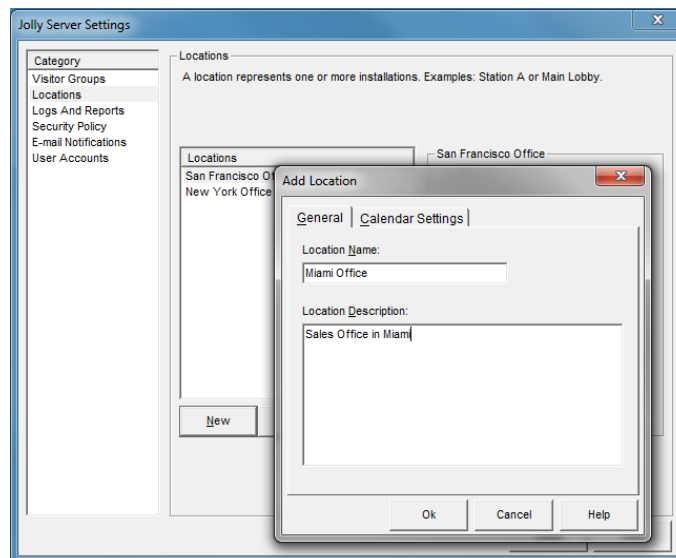 Jolly Server Settings
Category
Visitor Groups
Locations
Logs And Reports
Security Policy
E-mail Notifications
User Accounts
Locations
A location represents one or more installations. Examples: Station A or Main Lobby.
Locations
San Francisco Of
New York Office
New
San Francisco Office
Add Location
General
Calendar Settings
Location Name:
Miami Office
Location Description:
Sales Office in Miami
Ok
Cancel
Help